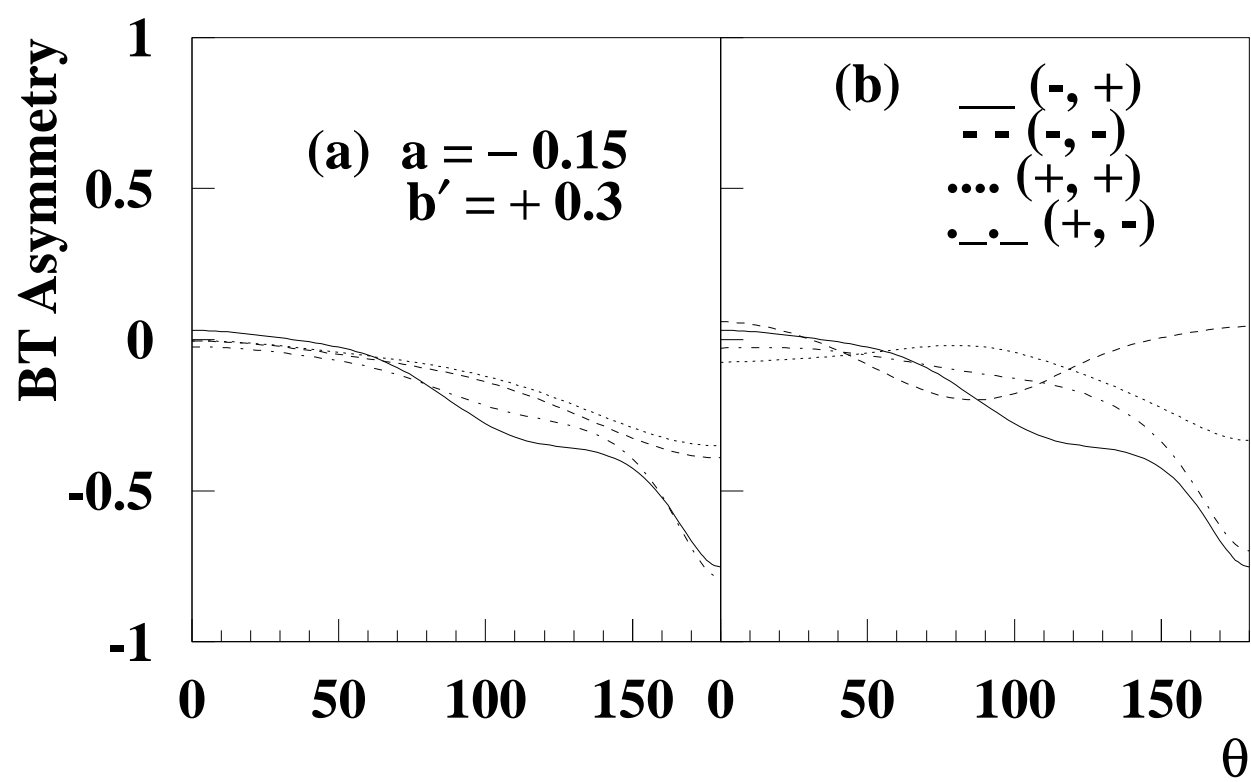 BT Asymmetry
1
0.5
0
-0.5
-1
(a) a = – 0.15
b′ = + 0.3
(b)
__ (-, +)
- - (-, -)
.... (+, +)
._._ (+, -)
0 50 100 150 0 50 100 150
θ